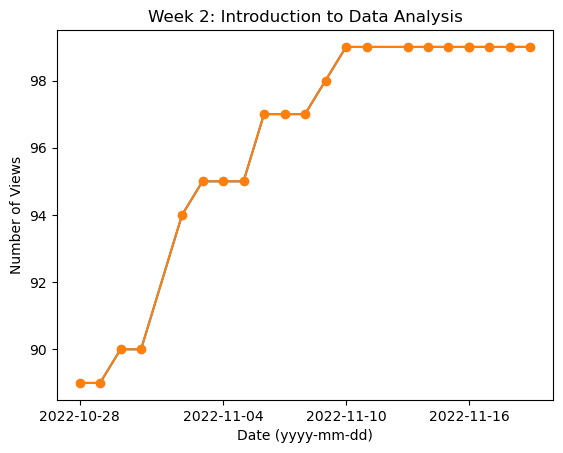 Week 2: Introduction to Data Analysis
Number of Views
98
96
94
92
90
2022-10-28 2022-11-04 2022-11-10 2022-11-16
Date (yyyy-mm-dd)